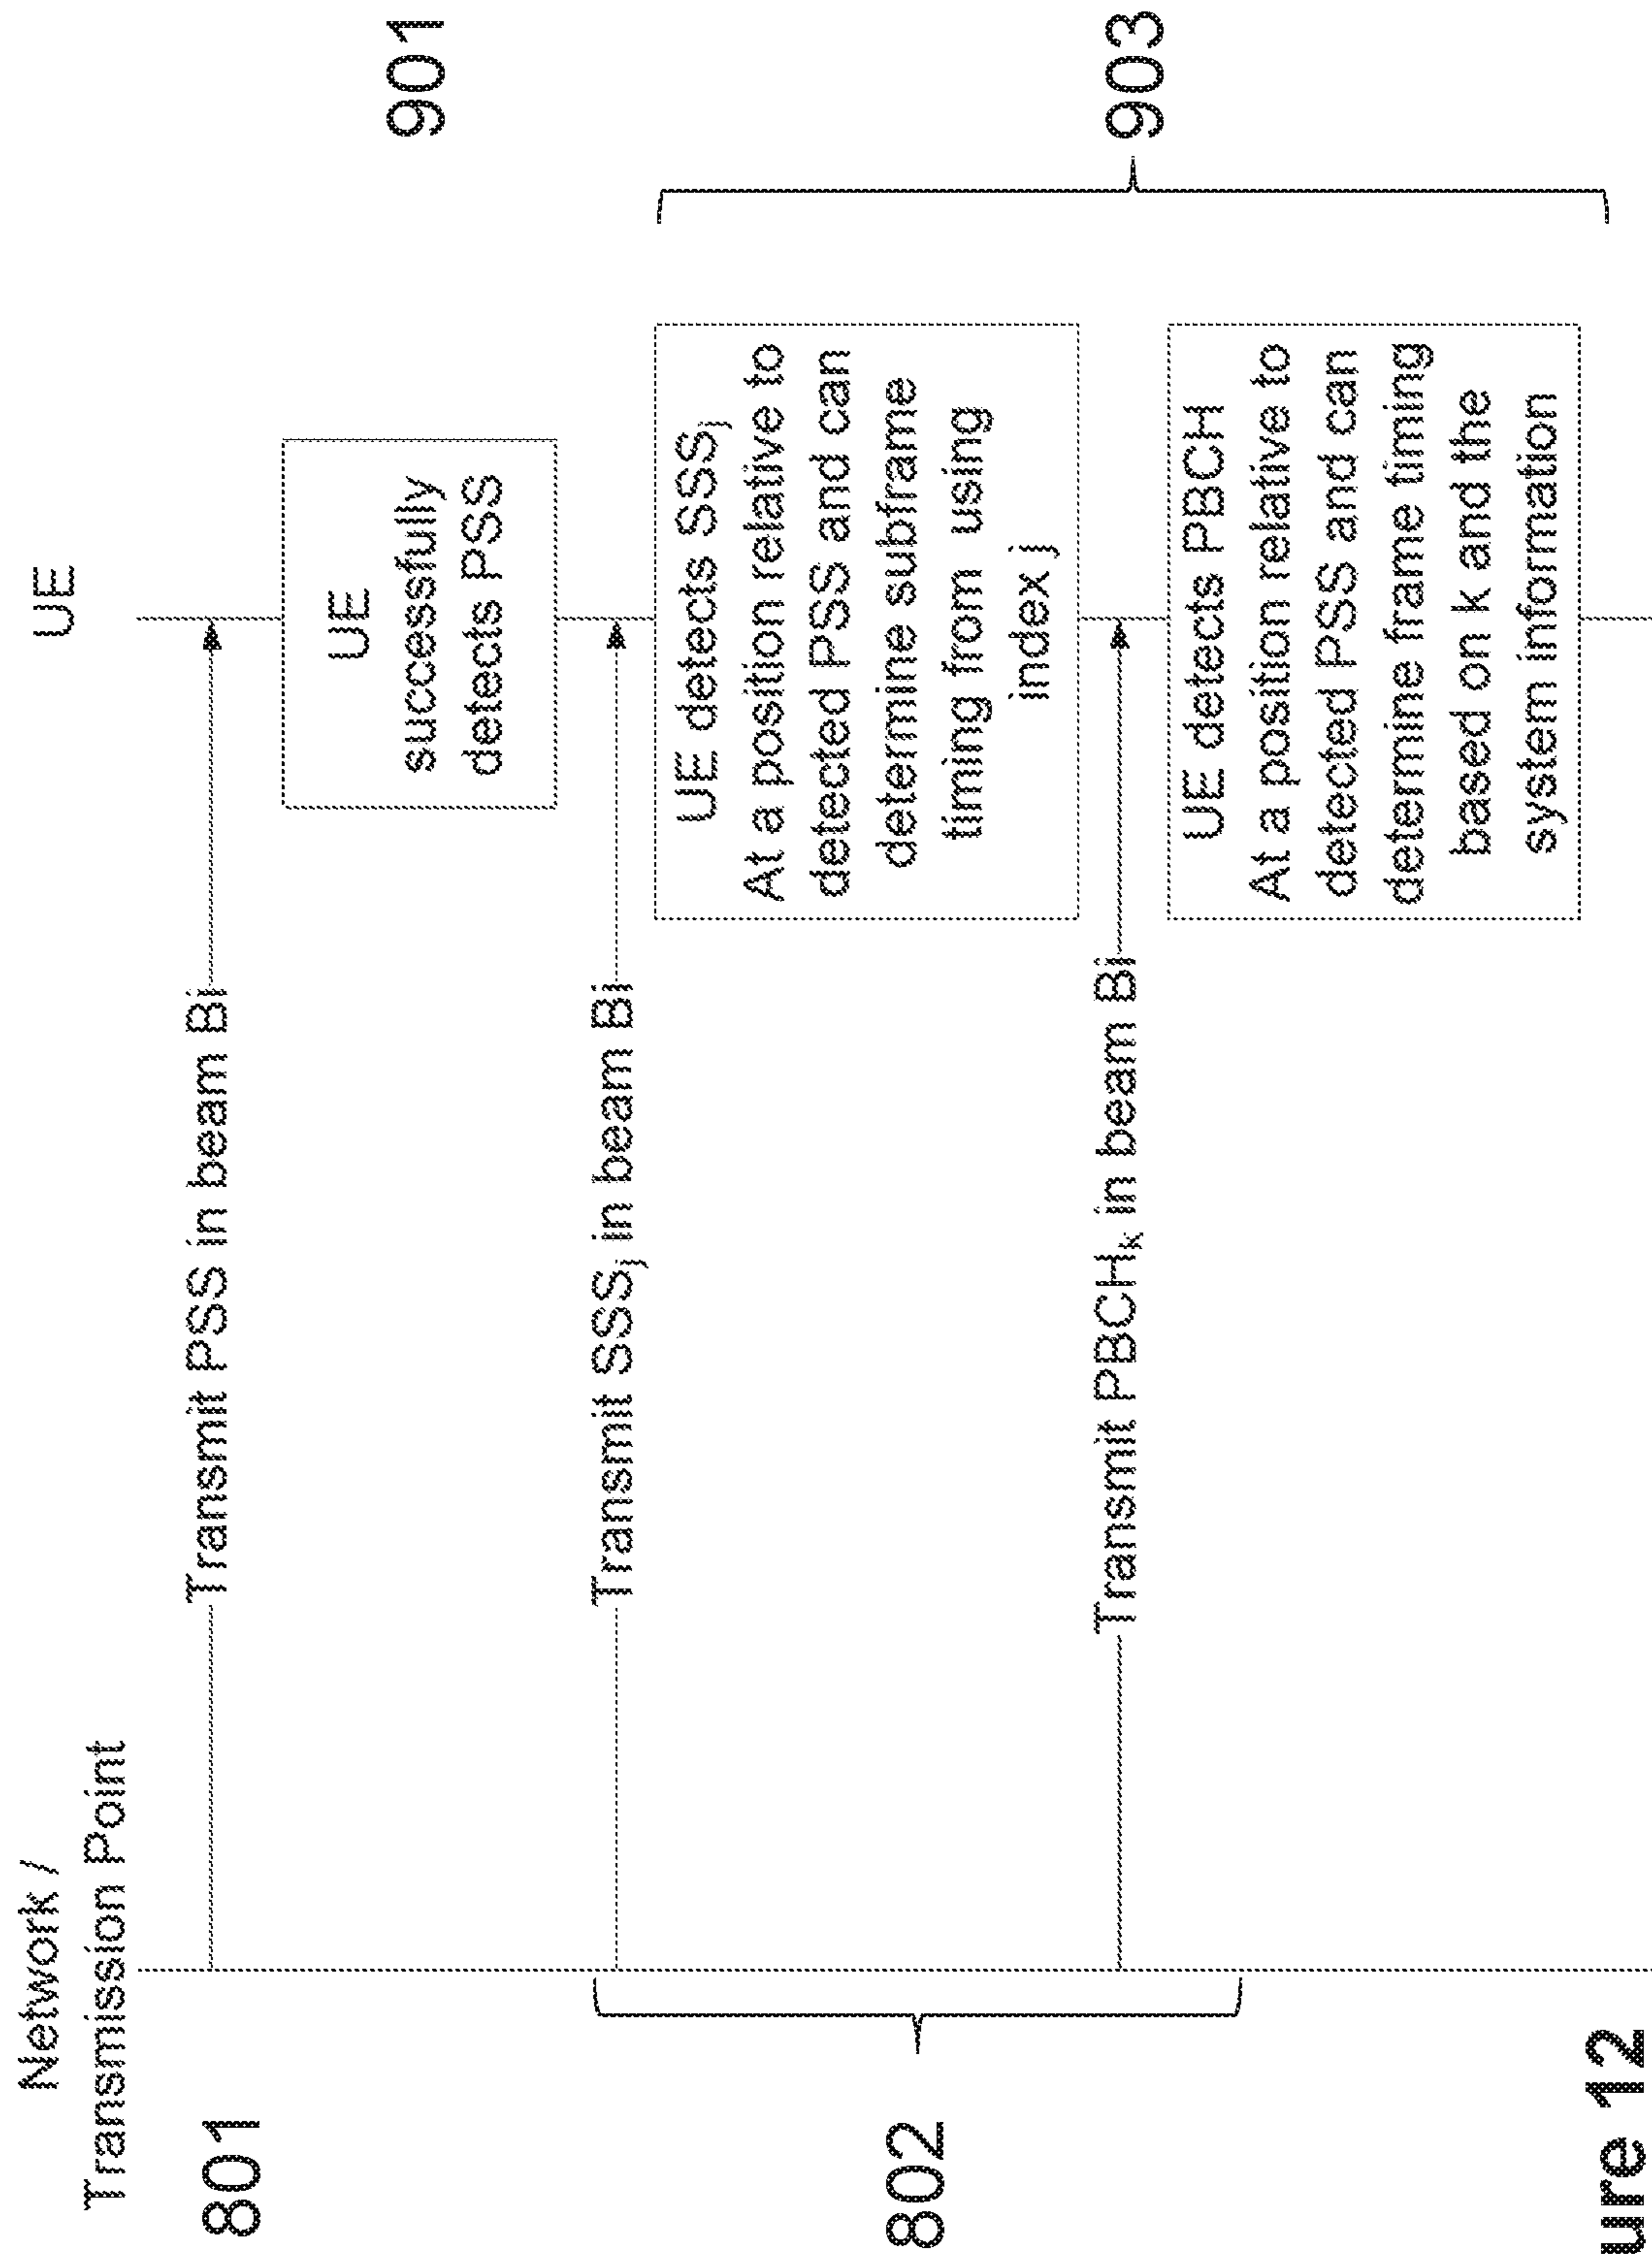 Network /
Transmission Point
UE
801
Transmit PSS in beam Bi
UE
successfully
detects PSS
901
802
Transmit SSSj in beam Bi
UE detects SSSj
At a position relative to
detected PSS and can
determine subframe
timing from using
index j
903
Transmit PBCHk in beam Bi
UE detects PBCH
At a position relative to
detected PSS and can
determine frame timing
based on k and the
system information
ure 12